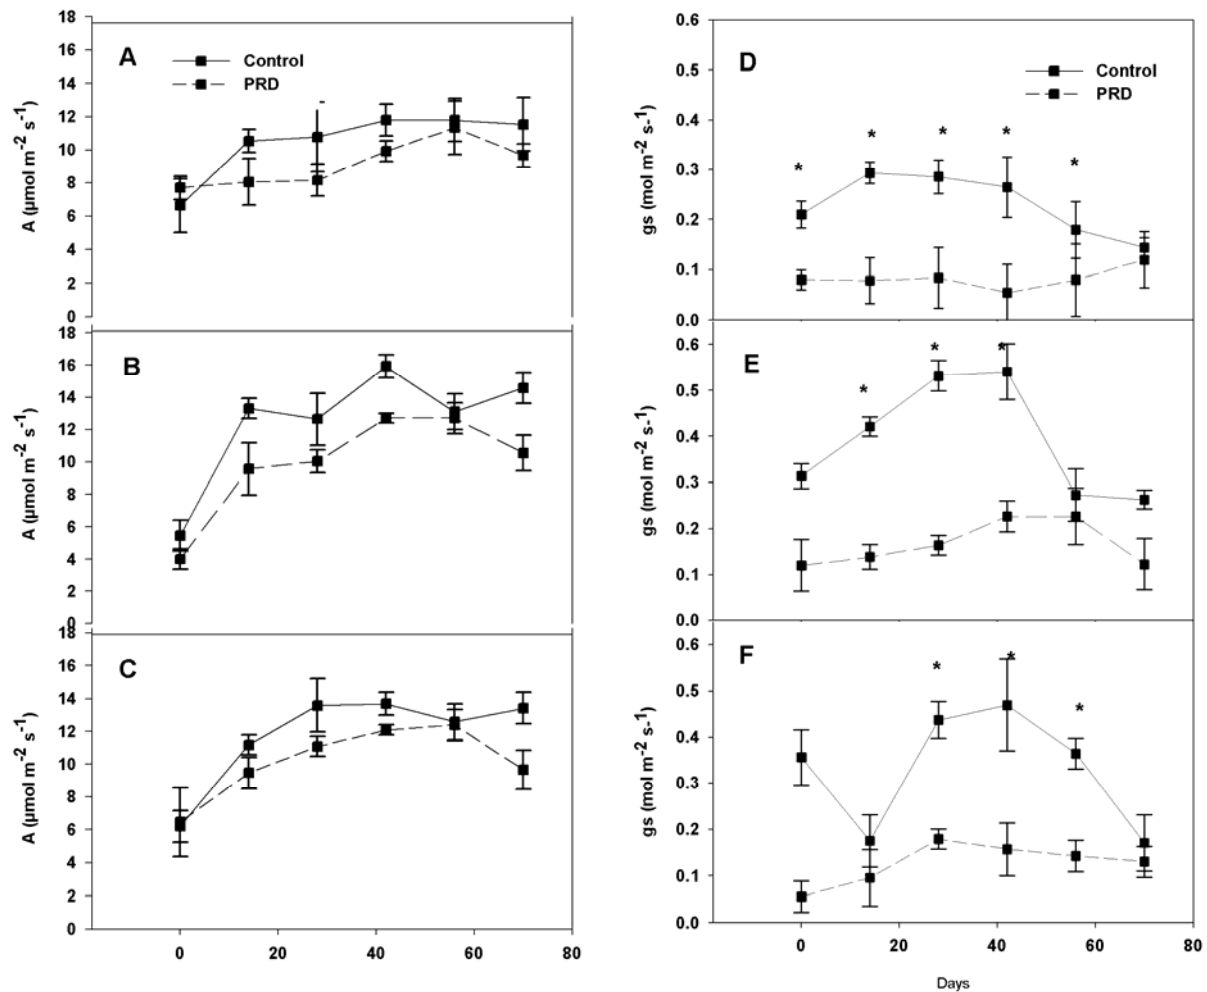 A
Control
PRD
18
16
14
12
10
8
6
4
2
0
A (µmol m-2 s-1)
B
18
16
14
12
10
8
6
4
2
0
A (µmol m-2 s-1)
C
18
16
14
12
10
8
6
4
2
0
A (µmol m-2 s-1)
0 20 40 60 80
D
Control
PRD
0.6
0.5
0.4
0.3
0.2
0.1
0.0
gs (mol m-2 s-1)
* * * * *
E
0.6
0.5
0.4
0.3
0.2
0.1
0.0
gs (mol m-2 s-1)
* * *
F
0.6
0.5
0.4
0.3
0.2
0.1
0.0
gs (mol m-2 s-1)
* * *
0 20 40 60 80
Days